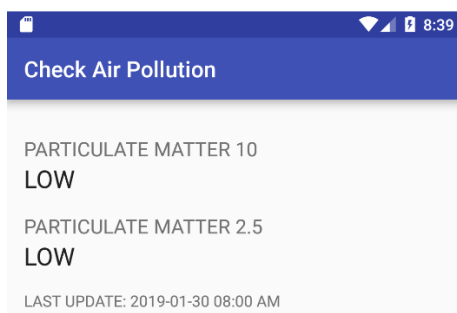 8:39
Check Air Pollution
PARTICULATE MATTER 10
LOW
PARTICULATE MATTER 2.5
LOW
LAST UPDATE: 2019-01-30 08:00 AM